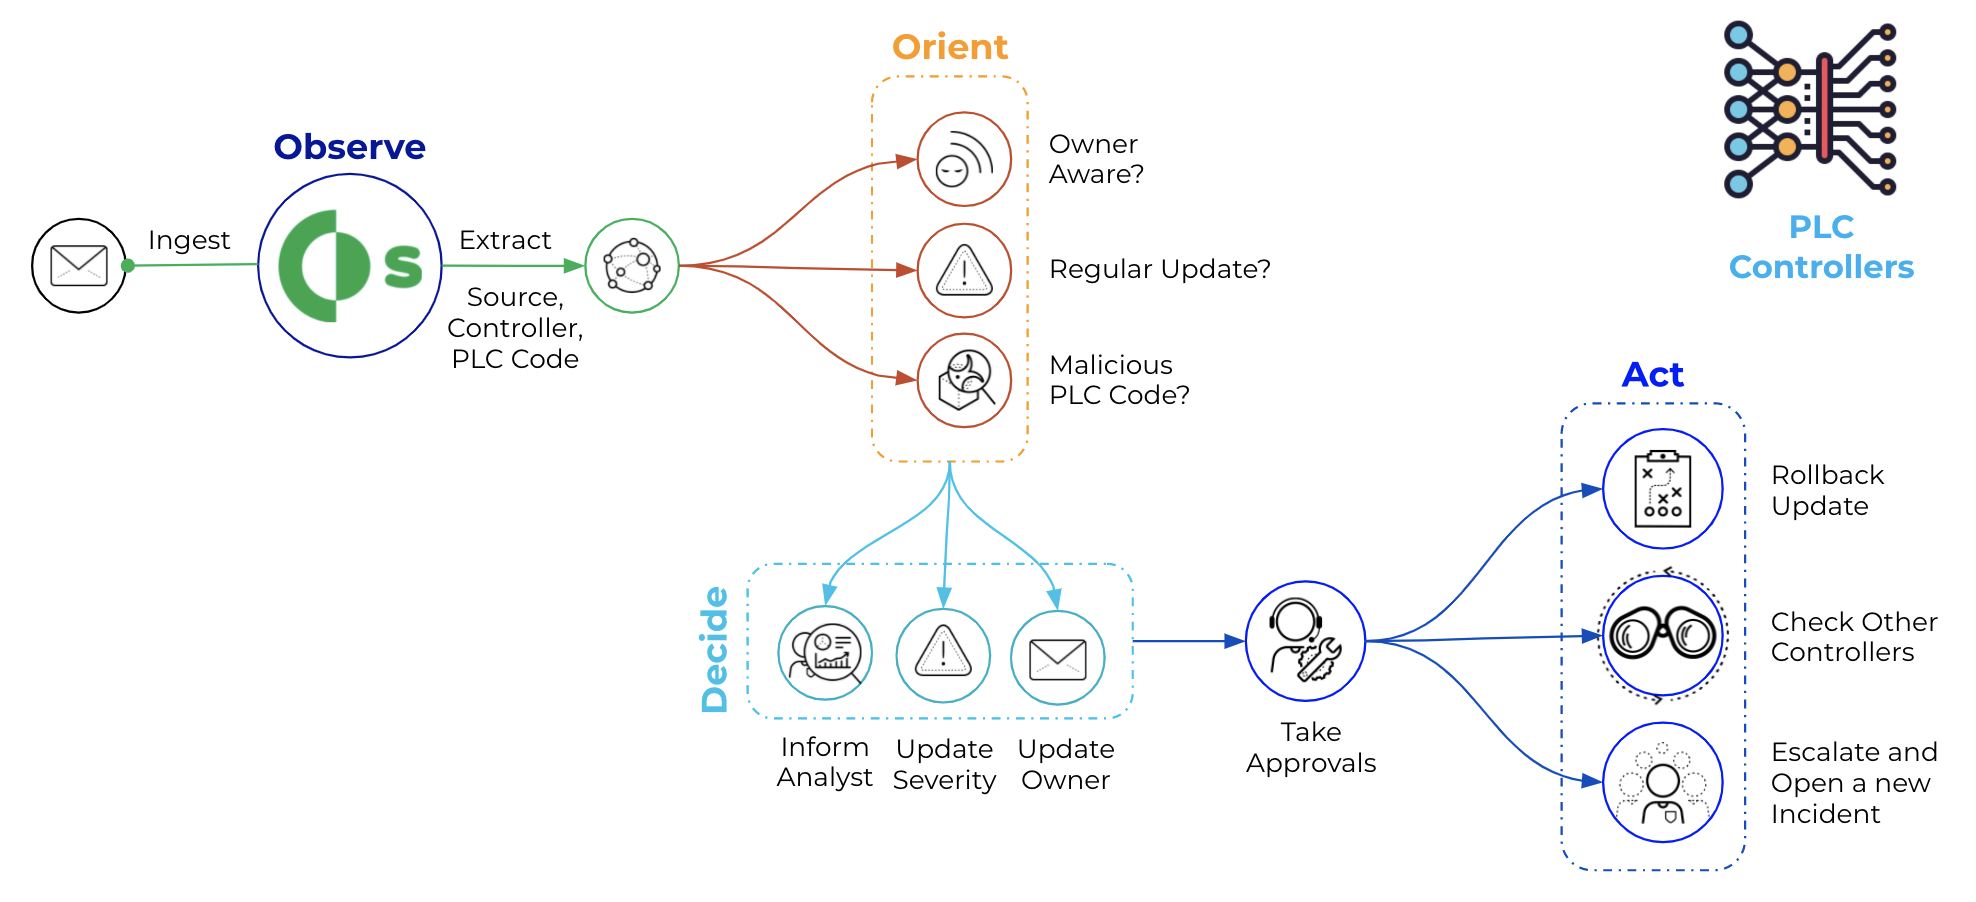 Orient
Observe
Ingest
s
Extract
Source,
Controller,
PLC Code
Owner
Aware?
Regular Update?
Malicious
PLC Code?
PLC
Controllers
Decide
Inform
Analyst
Update
Severity
Update
Owner
Take
Approvals
Act
Rollback
Update
Check Other
Controllers
Escalate and
Open a new
Incident